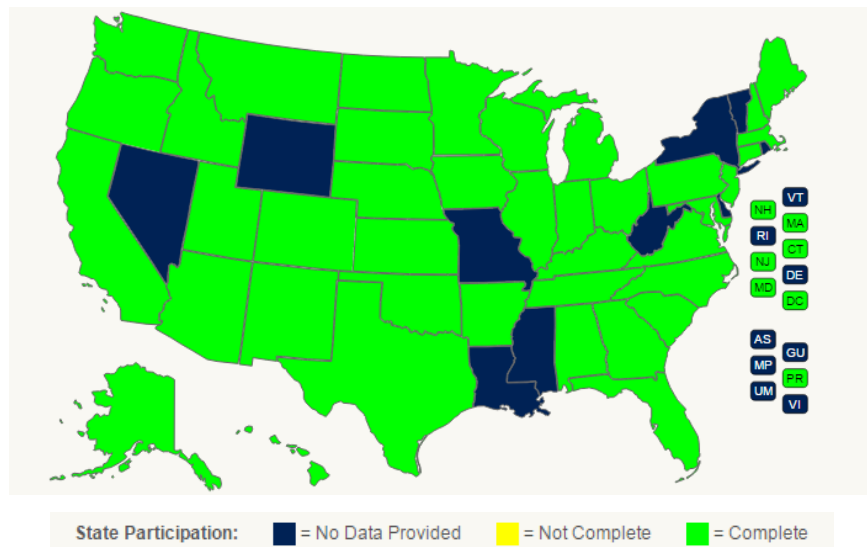 VT
NH
MA
RI
CT
NJ
DE
MD
DC
AS
GU
MP
PR
UM
VI
State Participation: = No Data Provided = Not Complete = Complete